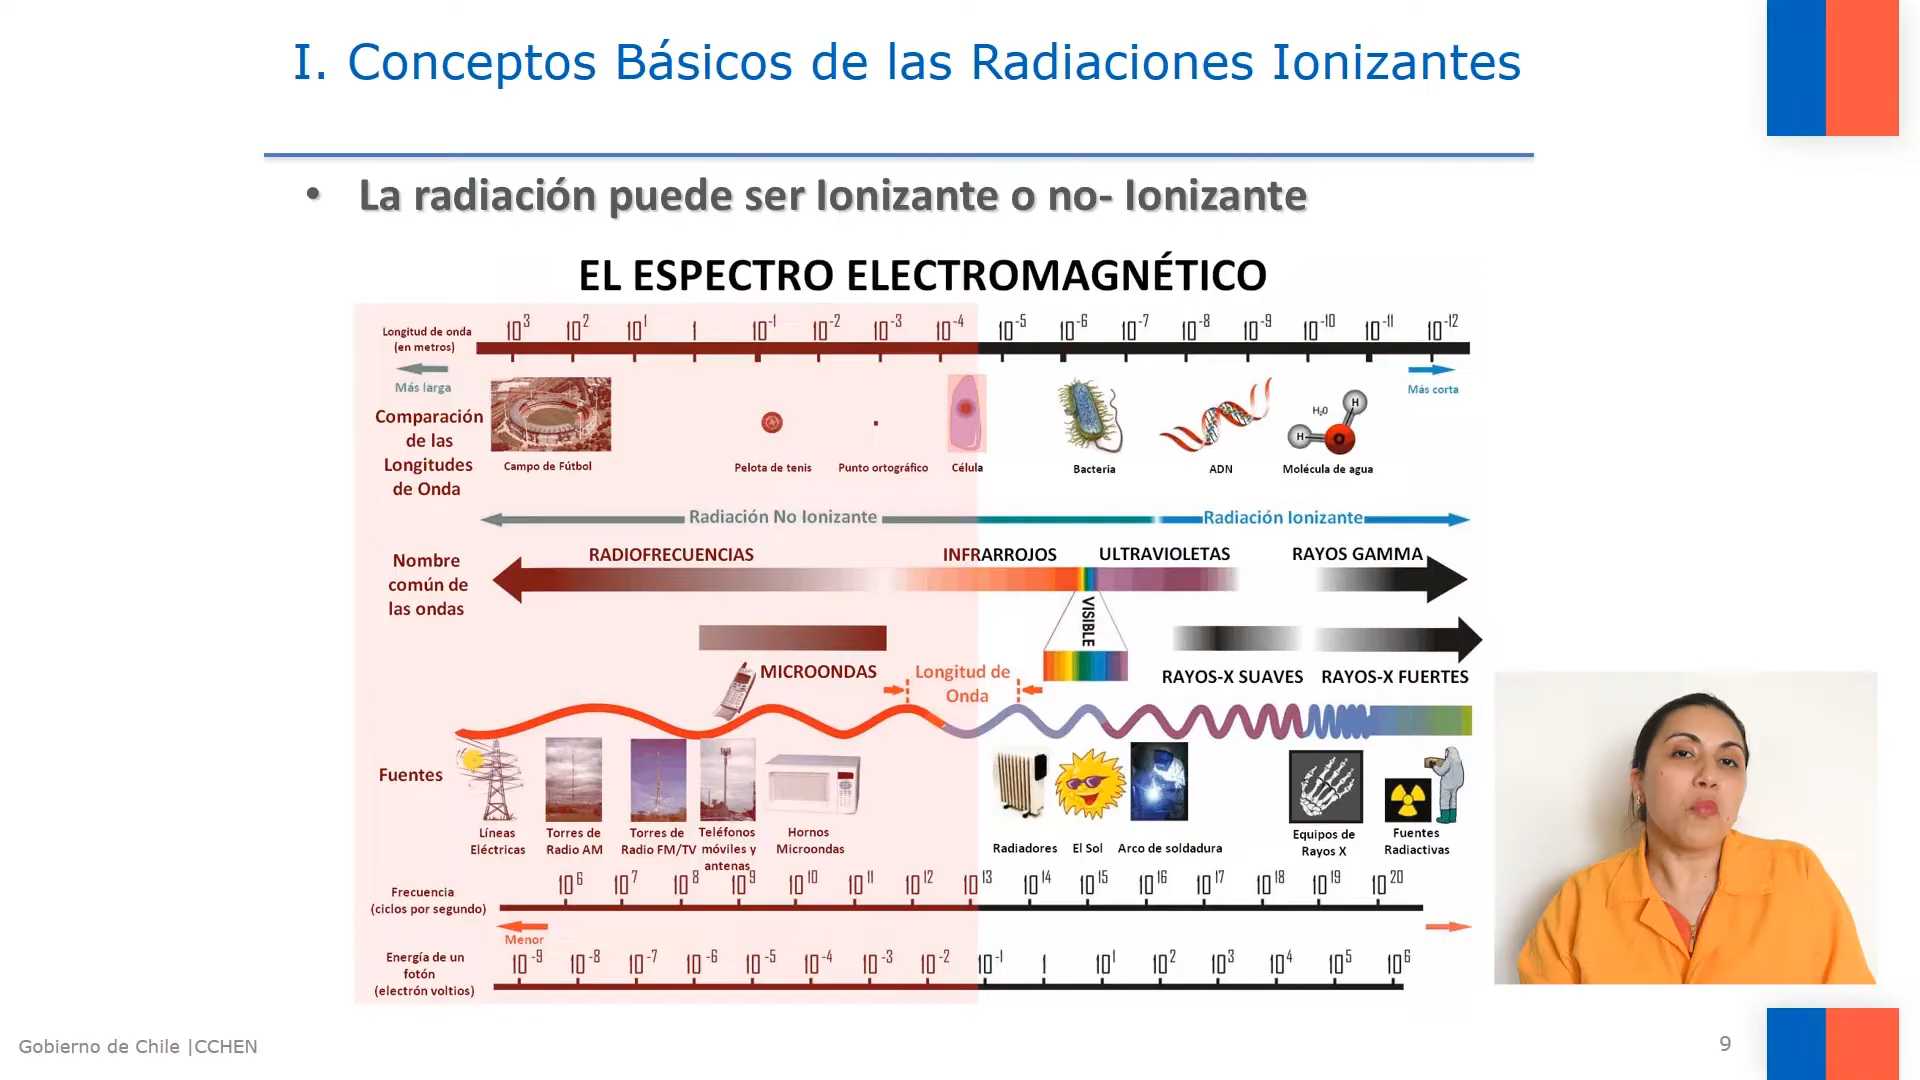 I. Conceptos Básicos de las Radiaciones Ionizantes
• La radiación puede ser Ionizante o no- Ionizante
EL ESPECTRO ELECTROMAGNÉTICO
Longitud de onda
(en metros)
10³ 10² 10¹ 1 10⁻¹ 10⁻² 10⁻³ 10⁻⁴ 10⁻⁵ 10⁻⁶ 10⁻⁷ 10⁻⁸ 10⁻⁹ 10⁻¹⁰ 10⁻¹¹ 10⁻¹²
Más larga
Más corta
Comparación
de las
Longitudes
de Onda
H₂O
H
H
O
Campo de Fútbol
Pelota de tenis
Punto ortográfico
Célula
Bacteria
ADN
Molécula de agua
Radiación No Ionizante
Radiación Ionizante
Nombre
común de
las ondas
RADIOFRECUENCIAS
INFRARROJOS
ULTRAVIOLETAS
RAYOS GAMMA
VISIBLE
MICROONDAS
Longitud de
Onda
RAYOS-X SUAVES
RAYOS-X FUERTES
Fuentes
Líneas
Eléctricas
Torres de
Radio AM
Torres de
Radio FM/TV
Teléfonos
móviles y
antenas
Hornos
Microondas
Radiadores
El Sol
Arco de soldadura
Equipos de
Rayos X
Fuentes
Radiactivas
Frecuencia
(ciclos por segundo)
10⁶ 10⁷ 10⁸ 10⁹ 10¹⁰ 10¹¹ 10¹² 10¹³ 10¹⁴ 10¹⁵ 10¹⁶ 10¹⁷ 10¹⁸ 10¹⁹ 10²⁰
Menor
Energía de un
fotón
(electrón voltios)
10⁻⁹ 10⁻⁸ 10⁻⁷ 10⁻⁶ 10⁻⁵ 10⁻⁴ 10⁻³ 10⁻² 10⁻¹ 1 10¹ 10² 10³ 10⁴ 10⁵ 10⁶
Gobierno de Chile |CCHEN
9